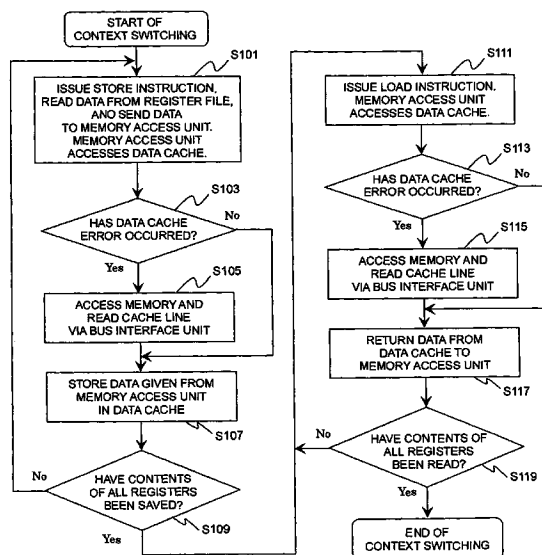 START OF
CONTEXT SWITCHING
S101
ISSUE STORE INSTRUCTION,
READ DATA FROM REGISTER FILE,
ANO SEND DATA
TO MEMORY ACCESS UNIT.
MEMORY ACCESS UNIT
ACCESSES DATA CACHE.
S103
HAS DATA CACHE
ERROR OCCURRED?
No
Yes
S105
ACCESS MEMORY AND
READ CACHE LINE
VIA BUS INTERFACE UNIT
STORE DATA GIVEN FROM
MEMORY ACCESS UNIT
IN DATA CACHE
S107
No
HAVE CONTENTS
OF ALL REGISTERS
BEEN SAVED?
S109
Yes
S111
ISSUE LOAD INSTRUCTION.
MEMORY ACCESS UNIT
ACCESSES DATA CACHE.
S113
HAS DATA CACHE
ERROR OCCURRED?
No
Yes
S115
ACCESS MEMORY AND
READ CACHE LINE
VIA BUS INTERFACE UNIT
RETURN DATA FROM
DATA CACHE TO
MEMORY ACCESS UNIT
S117
No
HAVE CONTENTS OF
ALL REGISTERS
BEEN READ?
S119
Yes
END OF
CONTEXT SWITCHING